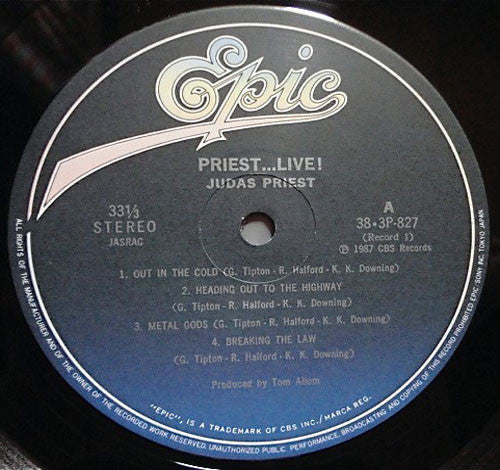 Epic
PRIEST...LIVE!
JUDAS PRIEST
33⅓
STEREO
JASRAC
A
38•3P-827
(Record 1)
Ⓟ 1987 CBS Records
1. OUT IN THE COLD (G. Tipton - R. Halford - K. K. Downing)
2. HEADING OUT TO THE HIGHWAY
(G. Tipton - R. Halford - K. K. Downing)
3. METAL GODS (G. Tipton - R. Halford - K. K. Downing)
4. BREAKING THE LAW
(G. Tipton - R. Halford - K. K. Downing)
Produced by Tom Allom
"EPIC", IS A TRADEMARK OF CBS INC./MARCA REG.
ALL RIGHTS OF THE MANUFACTURER AND OF THE OWNER OF THE RECORDED WORK RESERVED. UNAUTHORIZED PUBLIC PERFORMANCE, BROADCASTING, AND COPYING OF THIS RECORD PROHIBITED EPIC/SONY INC. TOKYO JAPAN